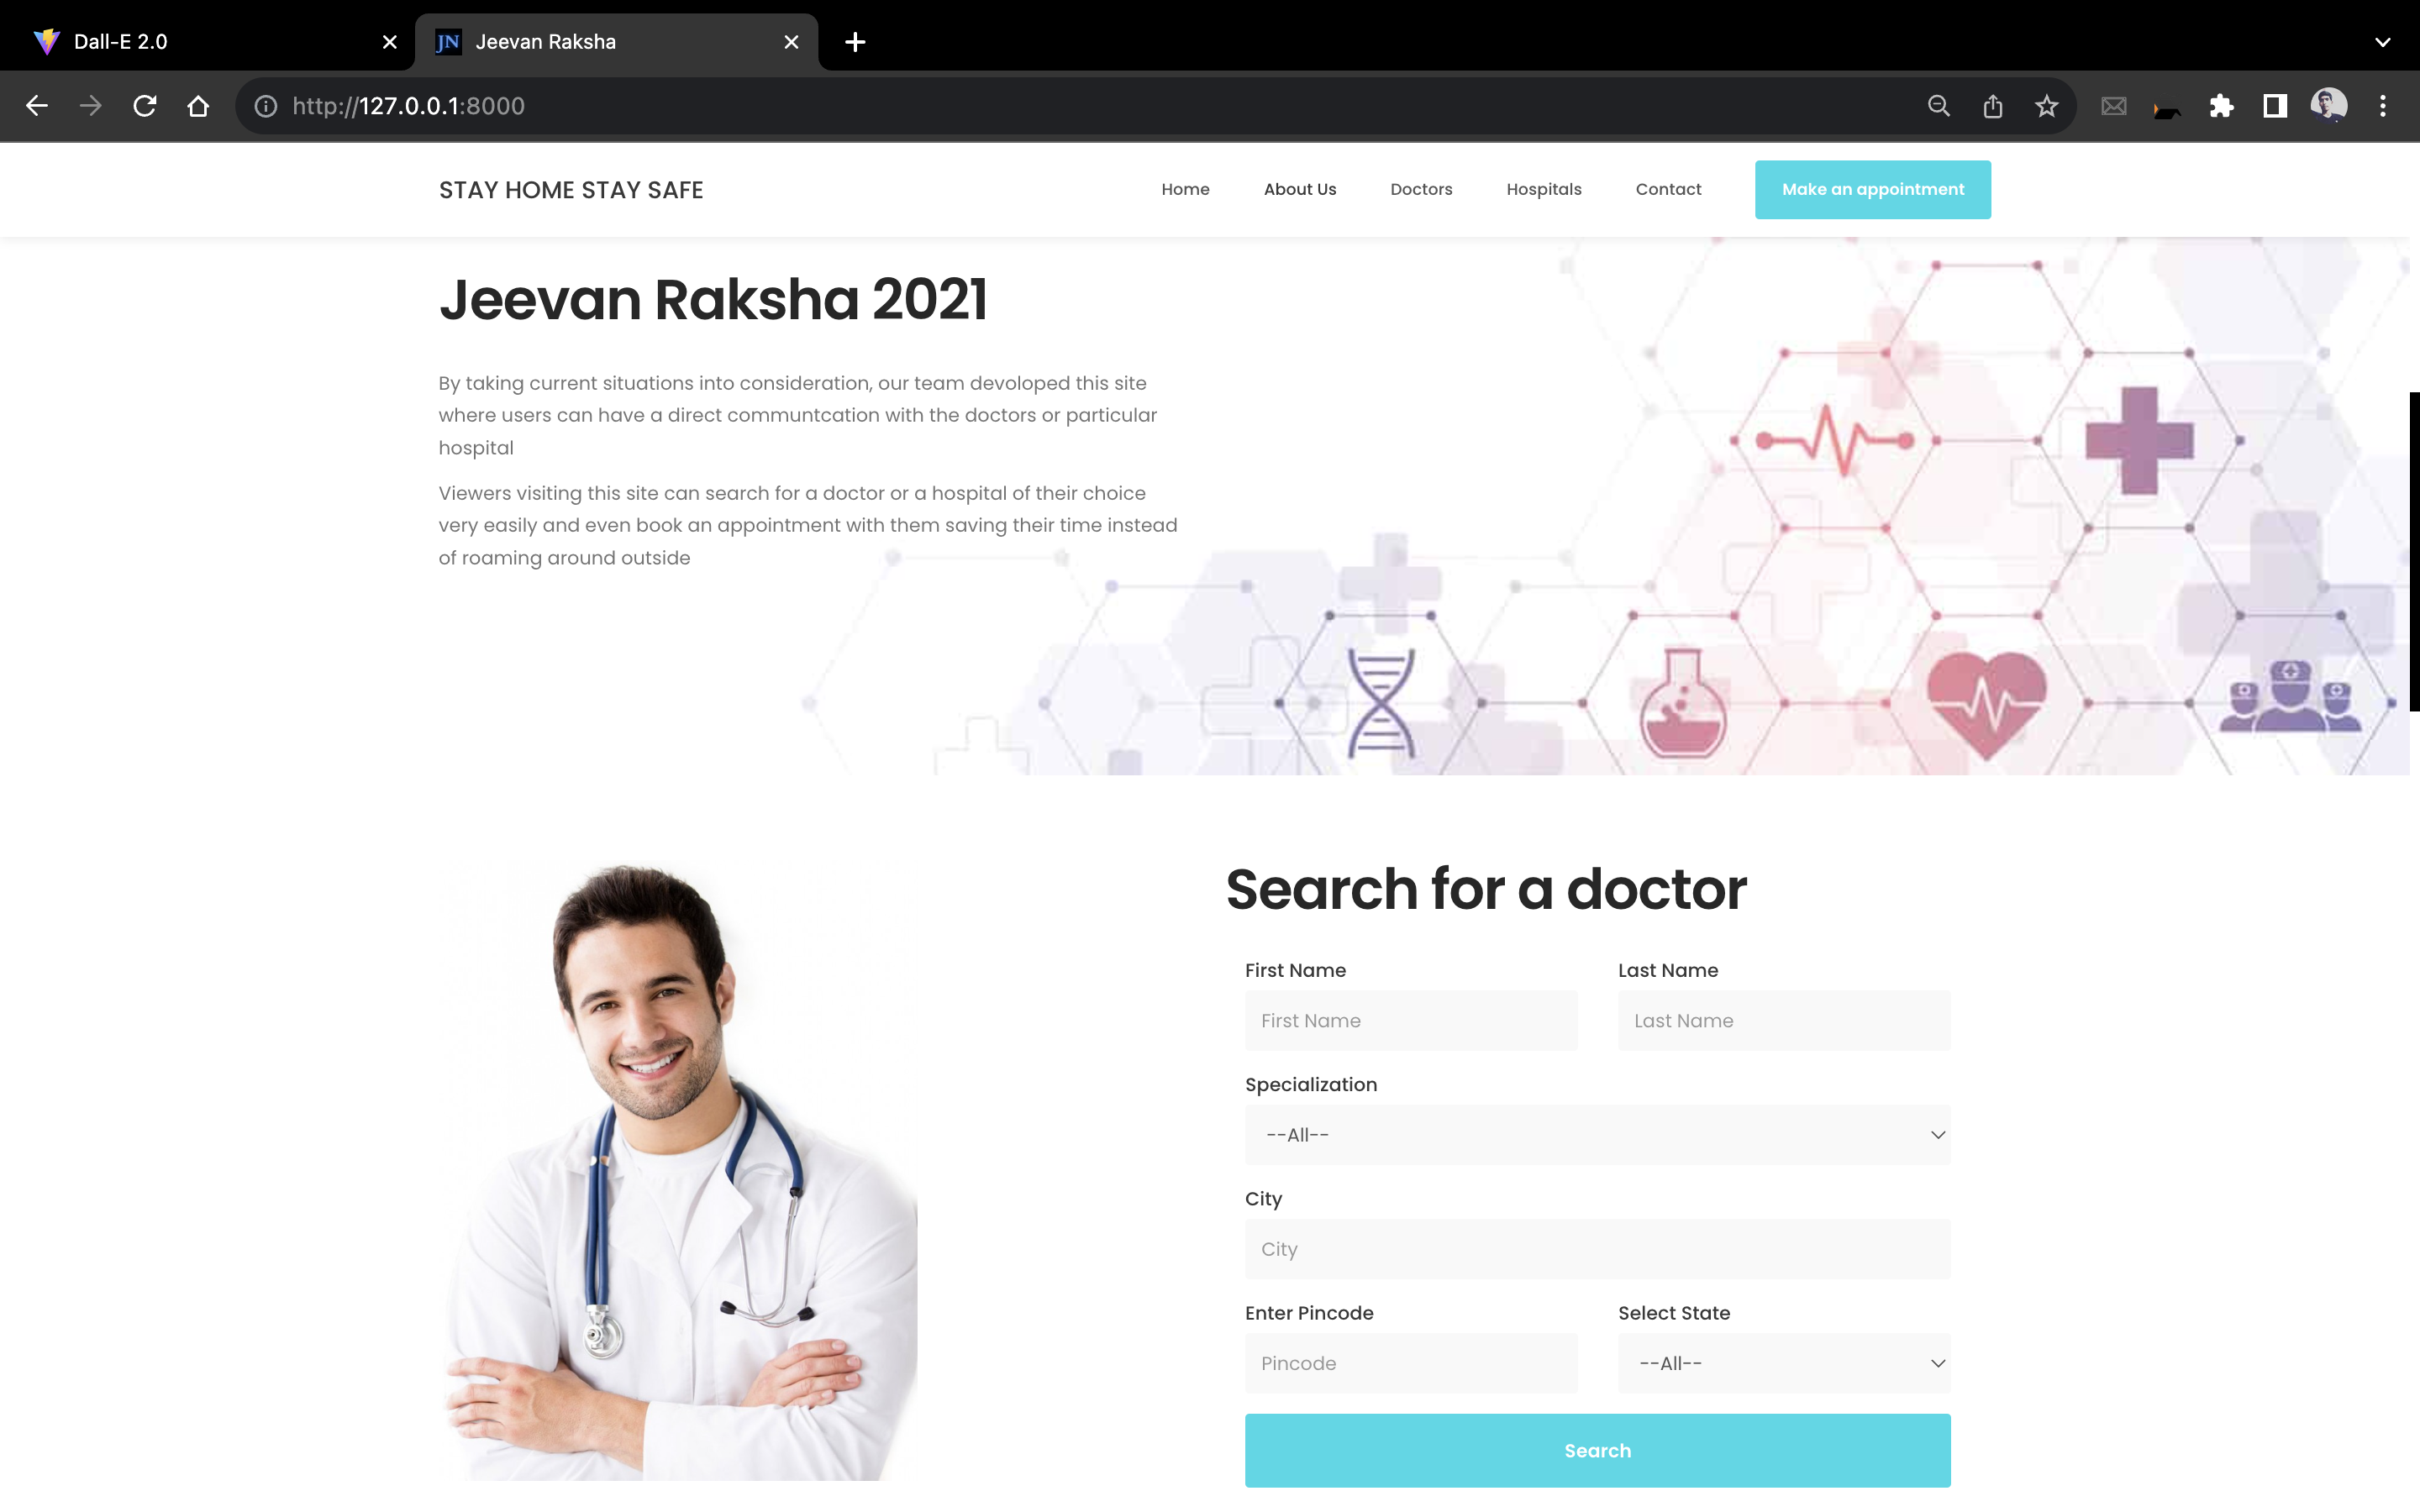 Dall-E 2.0
JN Jeevan Raksha
http://127.0.0.1:8000
STAY HOME STAY SAFE
Home About Us Doctors Hospitals Contact Make an appointment
Jeevan Raksha 2021
By taking current situations into consideration, our team devoloped this site
where users can have a direct communtcation with the doctors or particular
hospital
Viewers visiting this site can search for a doctor or a hospital of their choice
very easily and even book an appointment with them saving their time instead
of roaming around outside
Search for a doctor
First Name Last Name
First Name Last Name
Specialization
--All--
City
City
Enter Pincode Select State
Pincode --All--
Search